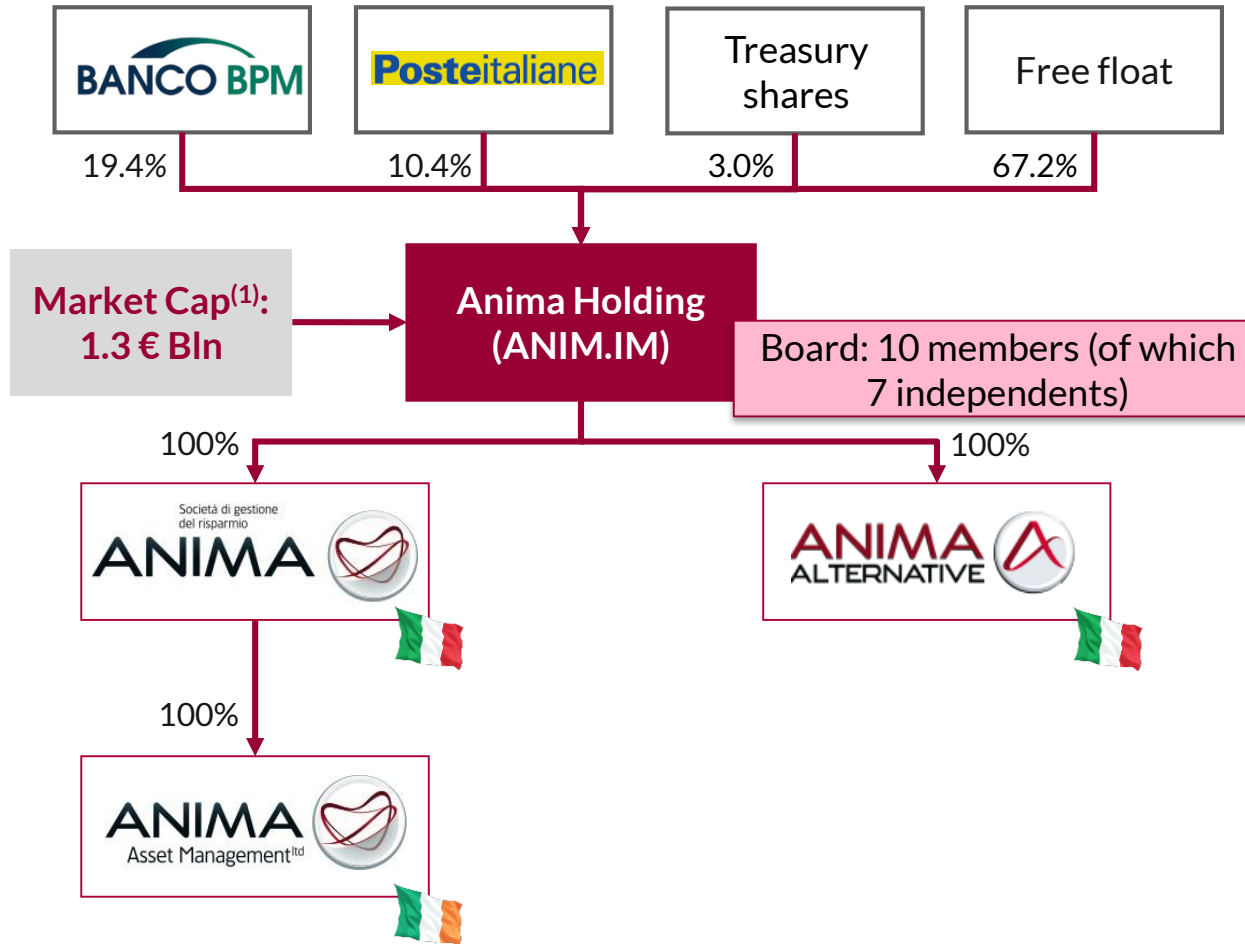 BANCO BPM
Posteitaliane
Treasury
shares
Free float
19.4%
10.4%
3.0%
67.2%
Market Cap(1):
1.3 € Bln
Anima Holding
(ANIM.IM)
Board: 10 members (of which
7 independents)
100%
100%
Società di gestione
del risparmio
ANIMA
ANIMA
ALTERNATIVE
100%
ANIMA
Asset Management ltd